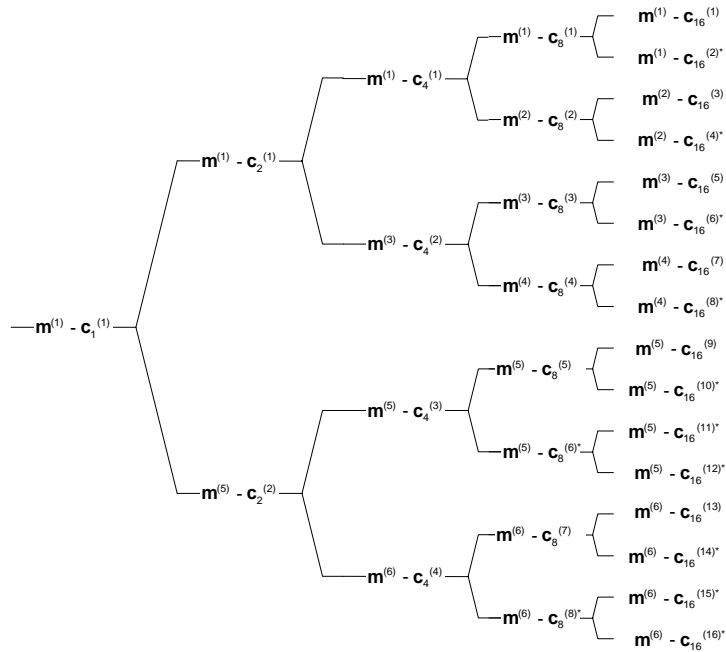 m(1) - c16(1)
m(1) - c8(1)
m(1) - c16(2)*
m(1) - c4(1)
m(2) - c16(3)
m(2) - c8(2)
m(2) - c16(4)*
m(1) - c2(1)
m(3) - c16(5)
m(3) - c8(3)
m(3) - c16(6)*
m(3) - c4(2)
m(4) - c16(7)
m(4) - c8(4)
m(4) - c16(8)*
m(1) - c1(1)
m(5) - c16(9)
m(5) - c8(5)
m(5) - c16(10)*
m(5) - c4(3)
m(5) - c16(11)*
m(5) - c8(6)*
m(5) - c16(12)*
m(5) - c2(2)
m(6) - c16(13)
m(6) - c8(7)
m(6) - c16(14)*
m(6) - c4(4)
m(6) - c16(15)*
m(6) - c8(8)*
m(6) - c16(16)*